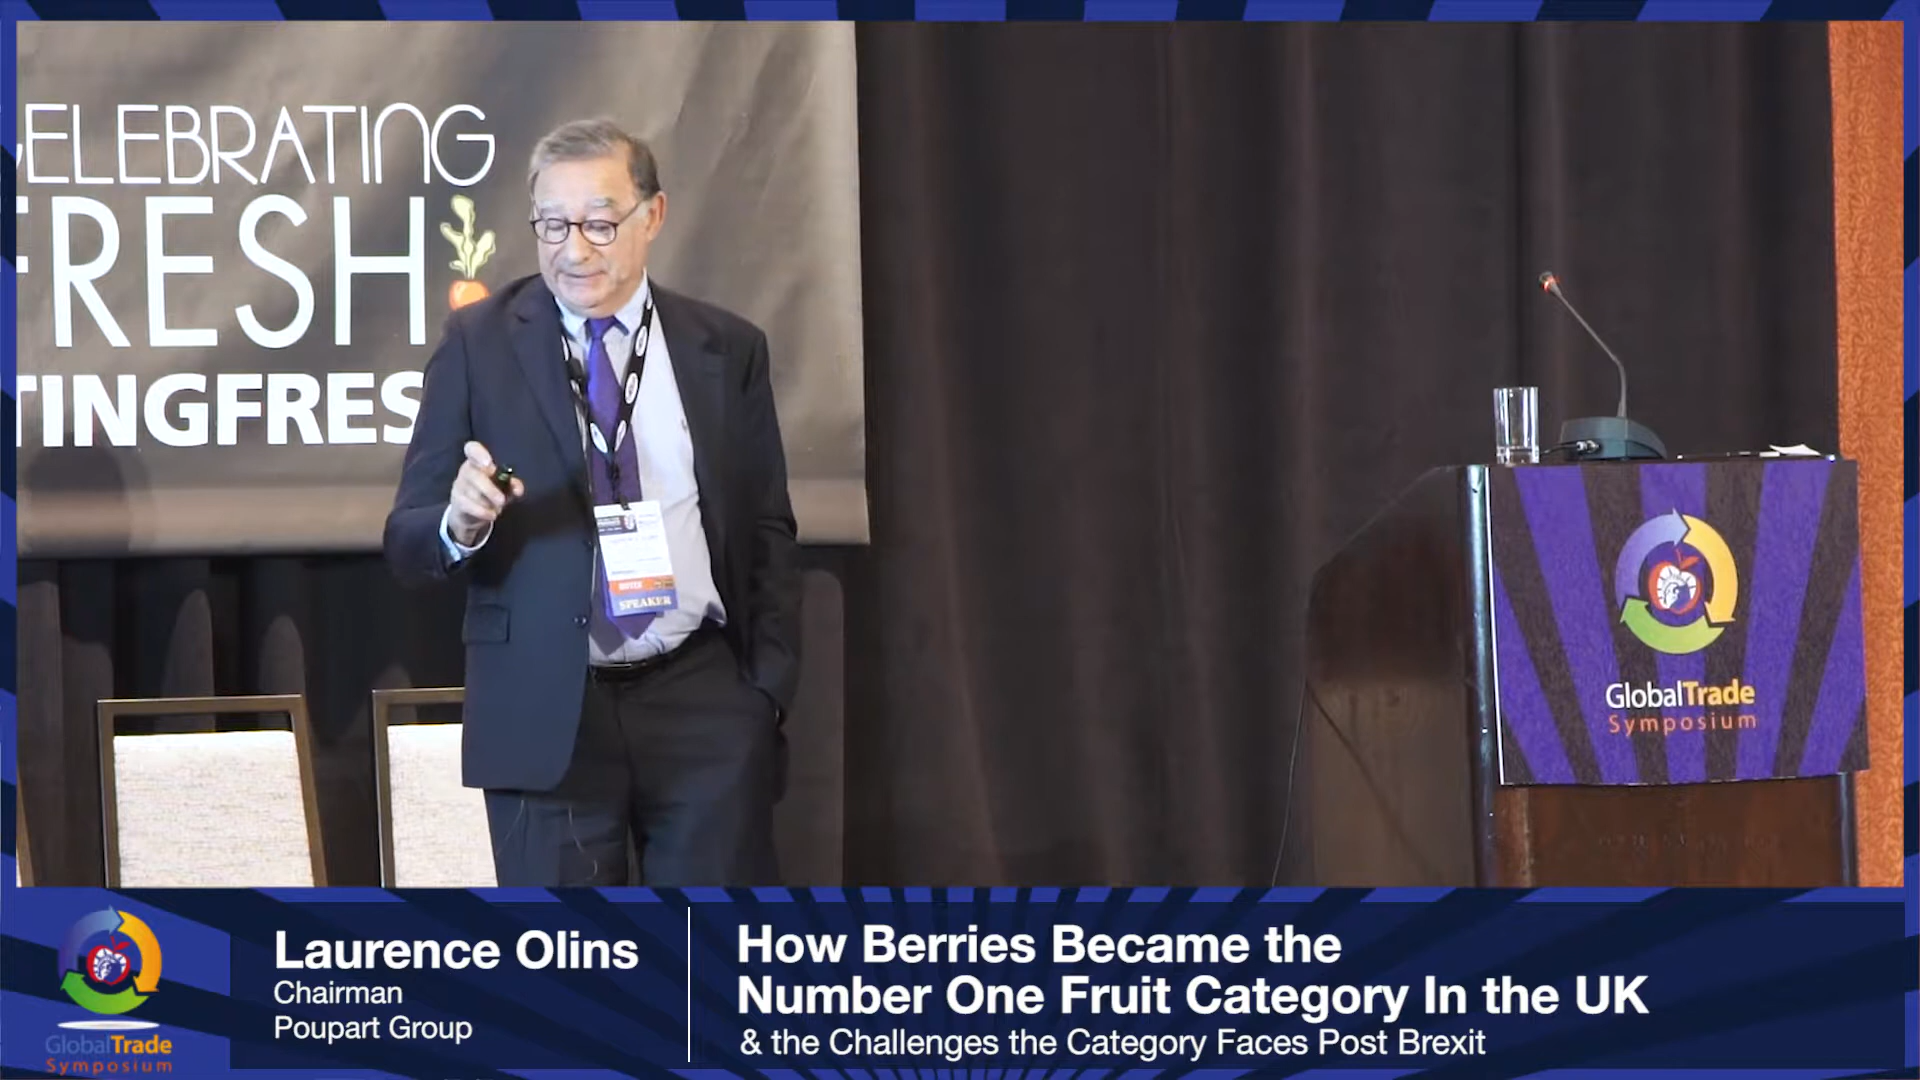 ELEBRATING
FRESH
TINGFRES
SPEAKER
GlobalTrade
Symposium
Laurence Olins
Chairman
Poupart Group
How Berries Became the
Number One Fruit Category In the UK
& the Challenges the Category Faces Post Brexit
GlobalTrade
Symposium